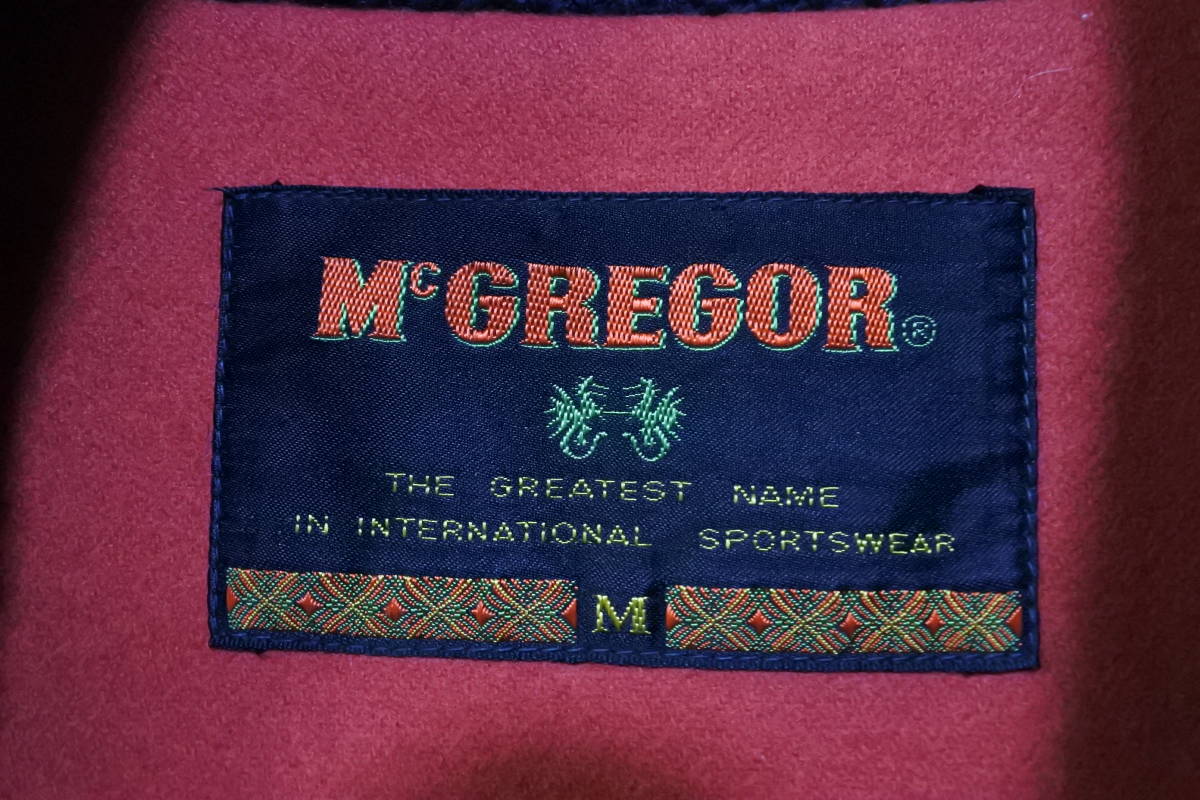 McGREGOR®
THE GREATEST NAME
IN INTERNATIONAL SPORTSWEAR
M